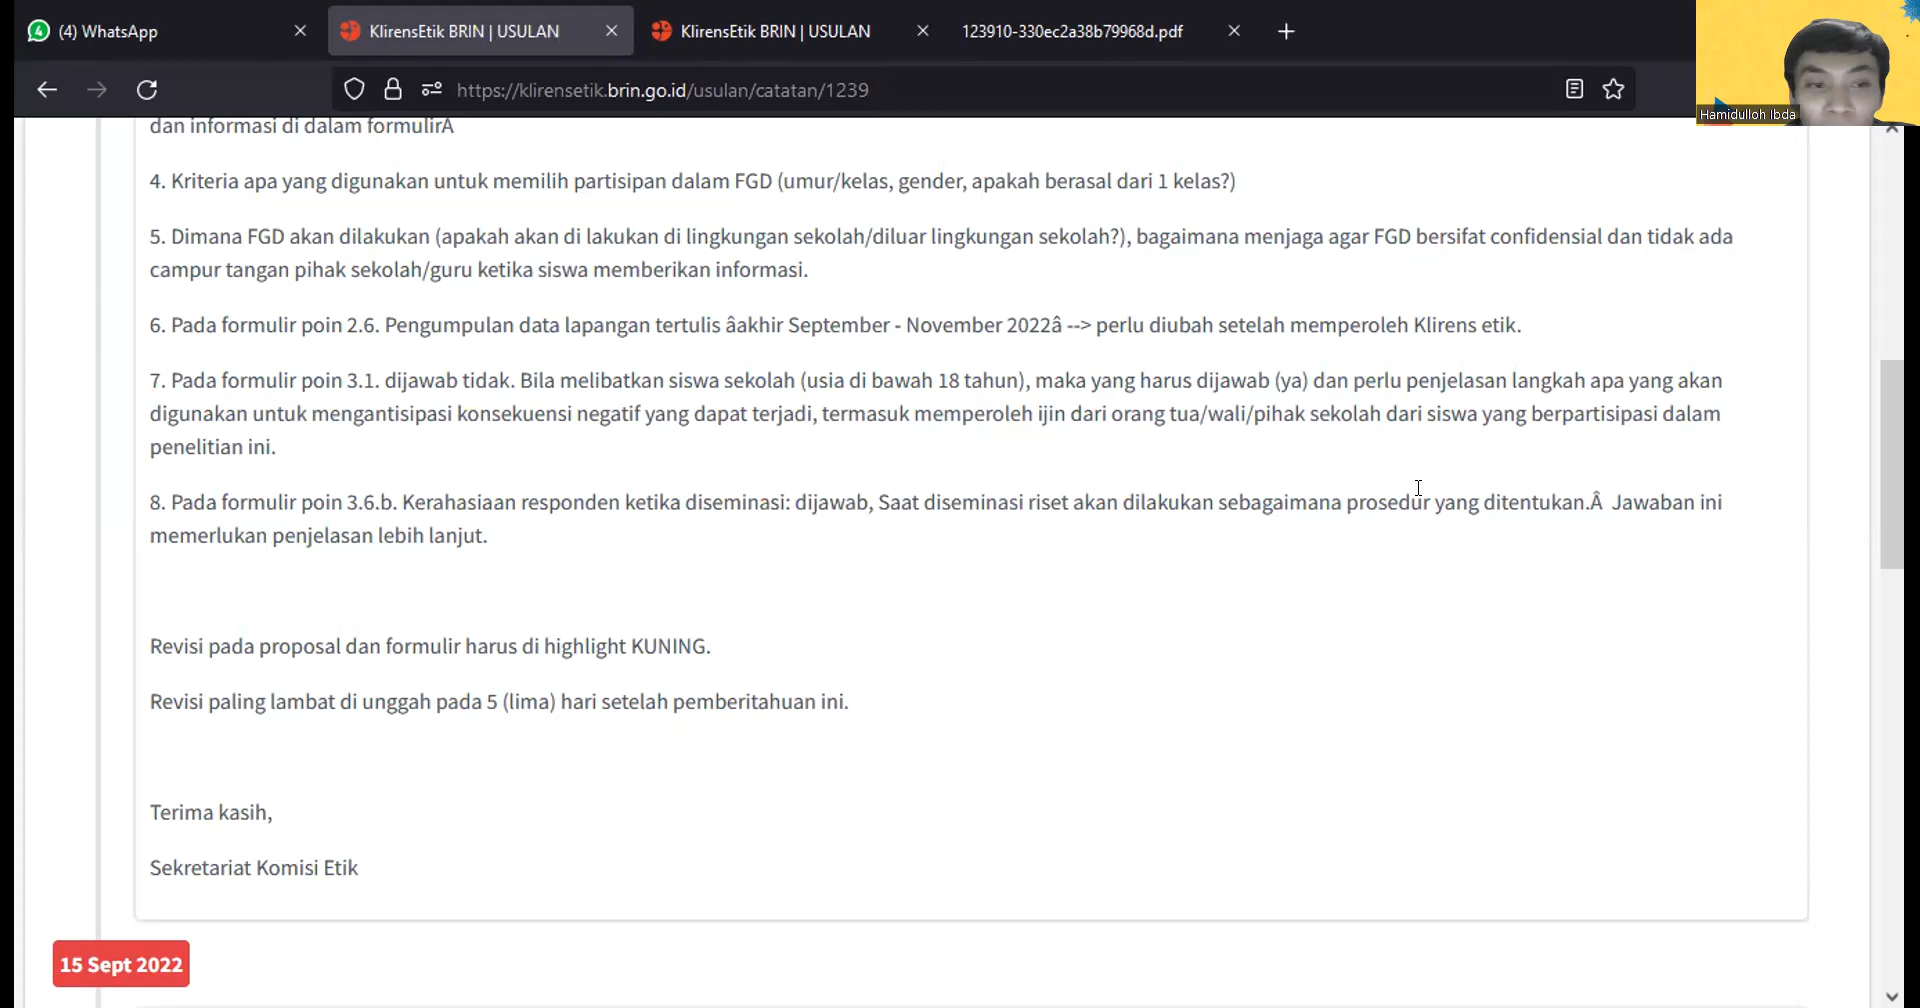 (4) WhatsApp
KlirensEtik BRIN | USULAN
KlirensEtik BRIN | USULAN
123910-330ec2a38b79968d.pdf
https://klirensetik.brin.go.id/usulan/catatan/1239
Hamidulloh Ibda
dan informasi di dalam formulirÂ
4. Kriteria apa yang digunakan untuk memilih partisipan dalam FGD (umur/kelas, gender, apakah berasal dari 1 kelas?)
5. Dimana FGD akan dilakukan (apakah akan di lakukan di lingkungan sekolah/diluar lingkungan sekolah?), bagaimana menjaga agar FGD bersifat confidensial dan tidak ada
campur tangan pihak sekolah/guru ketika siswa memberikan informasi.
6. Pada formulir poin 2.6. Pengumpulan data lapangan tertulis âakhir September - November 2022â --> perlu diubah setelah memperoleh Klirens etik.
7. Pada formulir poin 3.1. dijawab tidak. Bila melibatkan siswa sekolah (usia di bawah 18 tahun), maka yang harus dijawab (ya) dan perlu penjelasan langkah apa yang akan
digunakan untuk mengantisipasi konsekuensi negatif yang dapat terjadi, termasuk memperoleh ijin dari orang tua/wali/pihak sekolah dari siswa yang berpartisipasi dalam
penelitian ini.
8. Pada formulir poin 3.6.b. Kerahasiaan responden ketika diseminasi: dijawab, Saat diseminasi riset akan dilakukan sebagaimana prosedur yang ditentukan.Â Jawaban ini
memerlukan penjelasan lebih lanjut.
Revisi pada proposal dan formulir harus di highlight KUNING.
Revisi paling lambat di unggah pada 5 (lima) hari setelah pemberitahuan ini.
Terima kasih,
Sekretariat Komisi Etik
15 Sept 2022